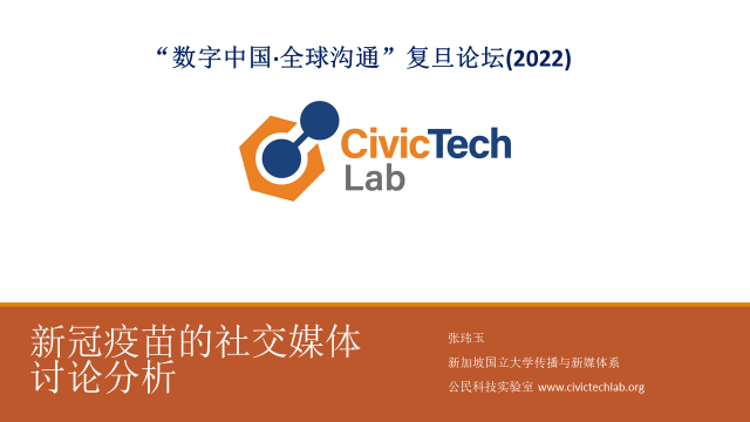 “数字中国·全球沟通”复旦论坛(2022)
CivicTech
Lab
新冠疫苗的社交媒体
讨论分析
张玮玉
新加坡国立大学传播与新媒体系
公民科技实验室 www.civictechlab.org